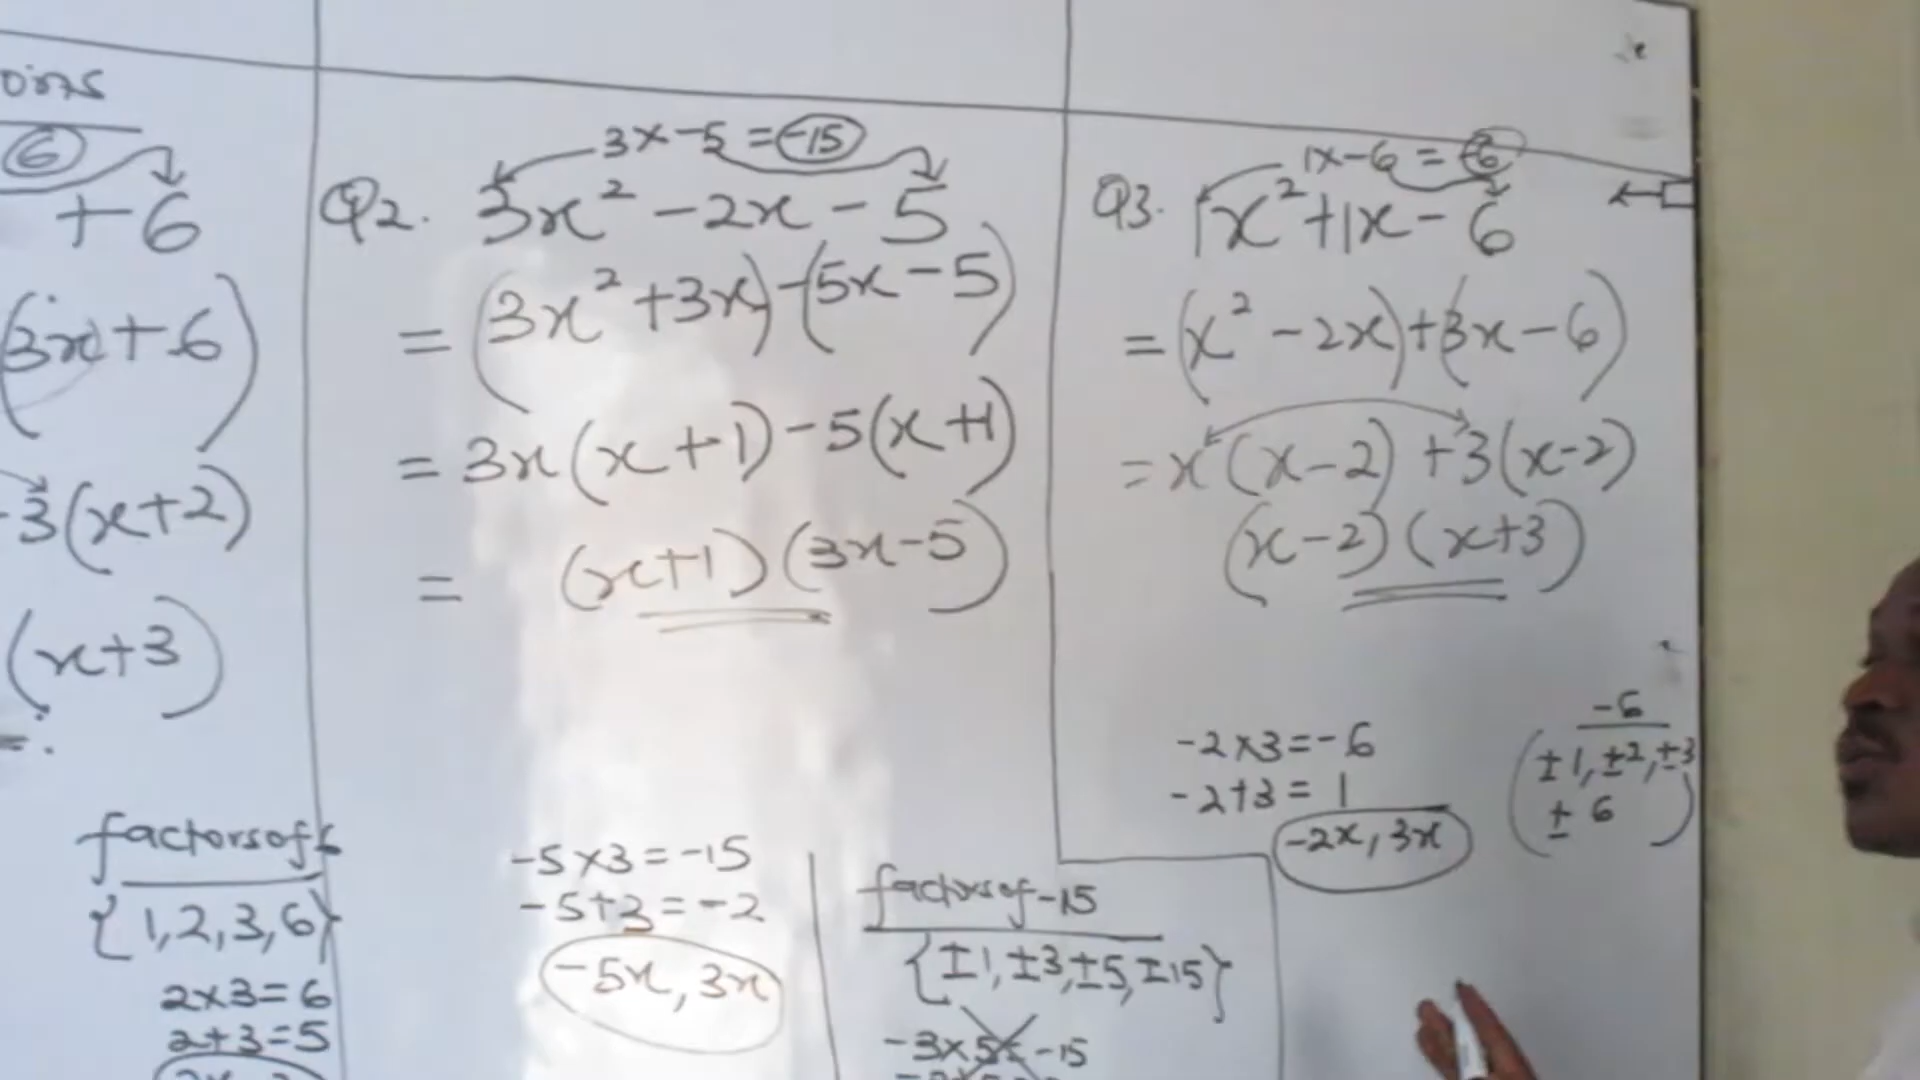 6
+6
(3x+6)
3(x+2)
(x+3)
factors of 6
{1,2,3,6}
2×3=6
2+3=5
3×-5=-15
Q2. 3x² -2x - 5
= (3x² +3x) -(5x - 5)
= 3x(x+1) -5(x+1)
= (x+1)(3x-5)
-5×3=-15
-5+3=-2
-5x, 3x
factors of -15
{±1,±3,±5,±15}
-3×5=-15
1×-6 = -6
Q3. 1x²+1x-6
=(x² -2x)+(3x-6)
=x(x-2) +3(x-2)
(x-2)(x+3)
-2×3=-6
-2+3=1
-2x, 3x
-6
(±1,±2,±3
±6)